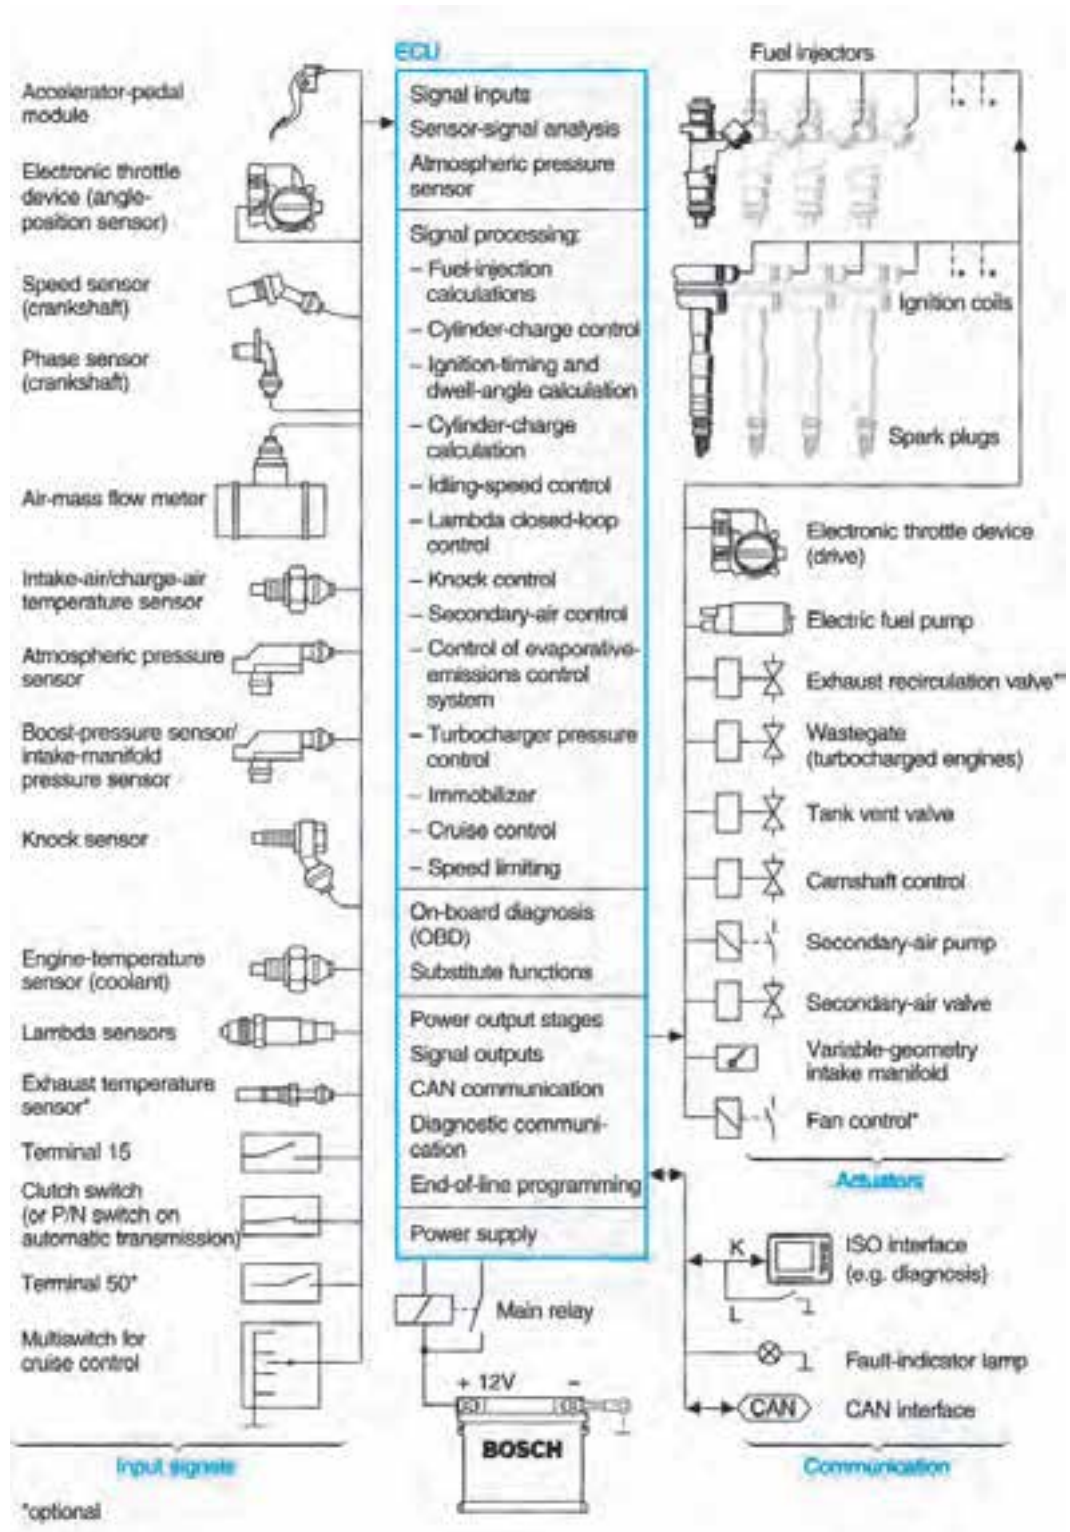 Accelerator-pedal
module
Electronic throttle
device (angle-
position sensor)
Speed sensor
(crankshaft)
Phase sensor
(crankshaft)
Air-mass flow meter
Intake-air/charge-air
temperature sensor
Atmospheric pressure
sensor
Boost-pressure sensor/
intake-manifold
pressure sensor
Knock sensor
Engine-temperature
sensor (coolant)
Lambda sensors
Exhaust temperature
sensor*
Terminal 15
Clutch switch
(or P/N switch on
automatic transmission)
Terminal 50*
Multiswitch for
cruise control
Input signals
*optional
ECU
Signal inputs
Sensor-signal analysis
Atmospheric pressure
sensor
Signal processing:
– Fuel-injection
calculations
– Cylinder-charge control
– Ignition-timing and
dwell-angle calculation
– Cylinder-charge
calculation
– Idling-speed control
– Lambda closed-loop
control
– Knock control
– Secondary-air control
– Control of evaporative-
emissions control
system
– Turbocharger pressure
control
– Immobilizer
– Cruise control
– Speed limiting
On-board diagnosis
(OBD)
Substitute functions
Power output stages
Signal outputs
CAN communication
Diagnostic communi-
cation
End-of-line programming
Power supply
Main relay
+ 12V –
BOSCH
Fuel injectors
* *
* *
Ignition coils
Spark plugs
Electronic throttle device
(drive)
Electric fuel pump
Exhaust recirculation valve**
Wastegate
(turbocharged engines)
Tank vent valve
Camshaft control
Secondary-air pump
Secondary-air valve
Variable-geometry
intake manifold
Fan control*
Actuators
K
L
ISO interface
(e.g. diagnosis)
Fault-indicator lamp
CAN
CAN interface
Communication